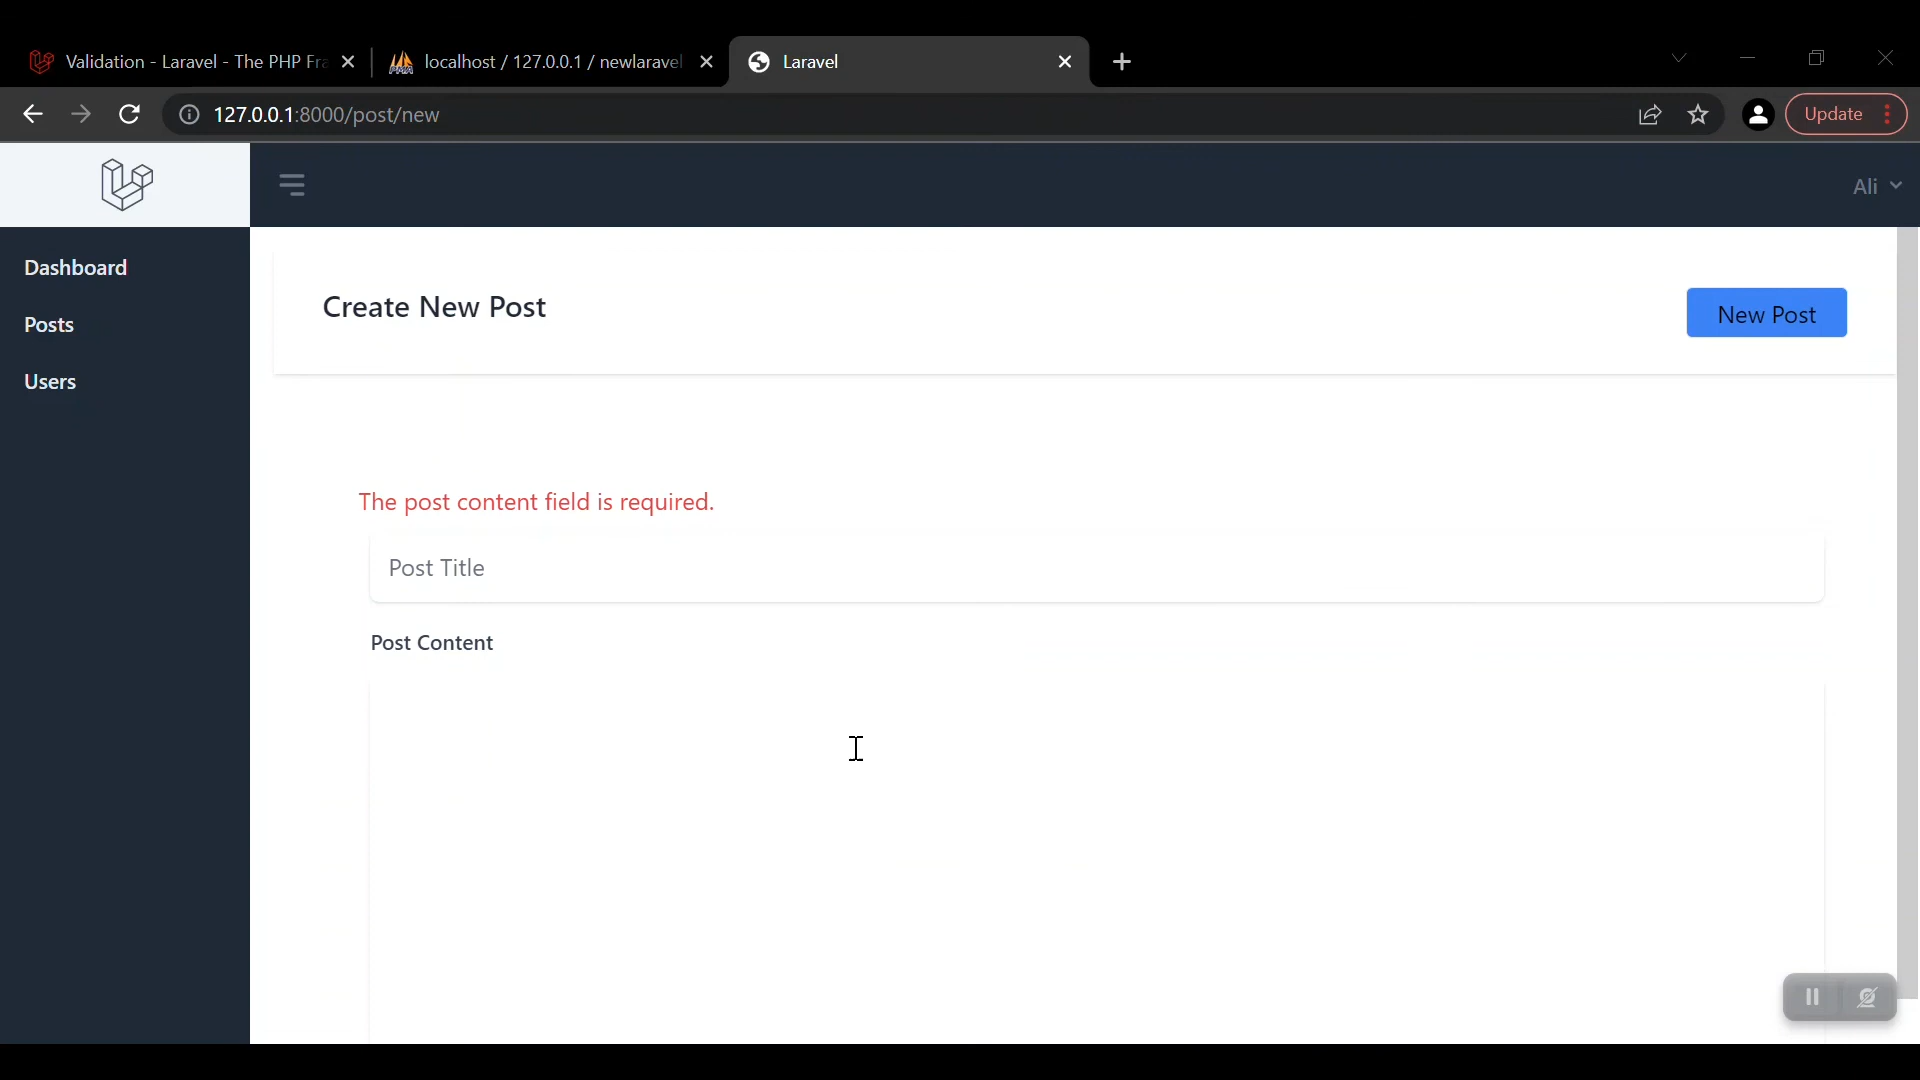 Validation - Laravel - The PHP Fra
localhost / 127.0.0.1 / newlaravel
Laravel
127.0.0.1:8000/post/new
Update
Ali
Dashboard
Posts
Users
Create New Post
New Post
The post content field is required.
Post Title
Post Content